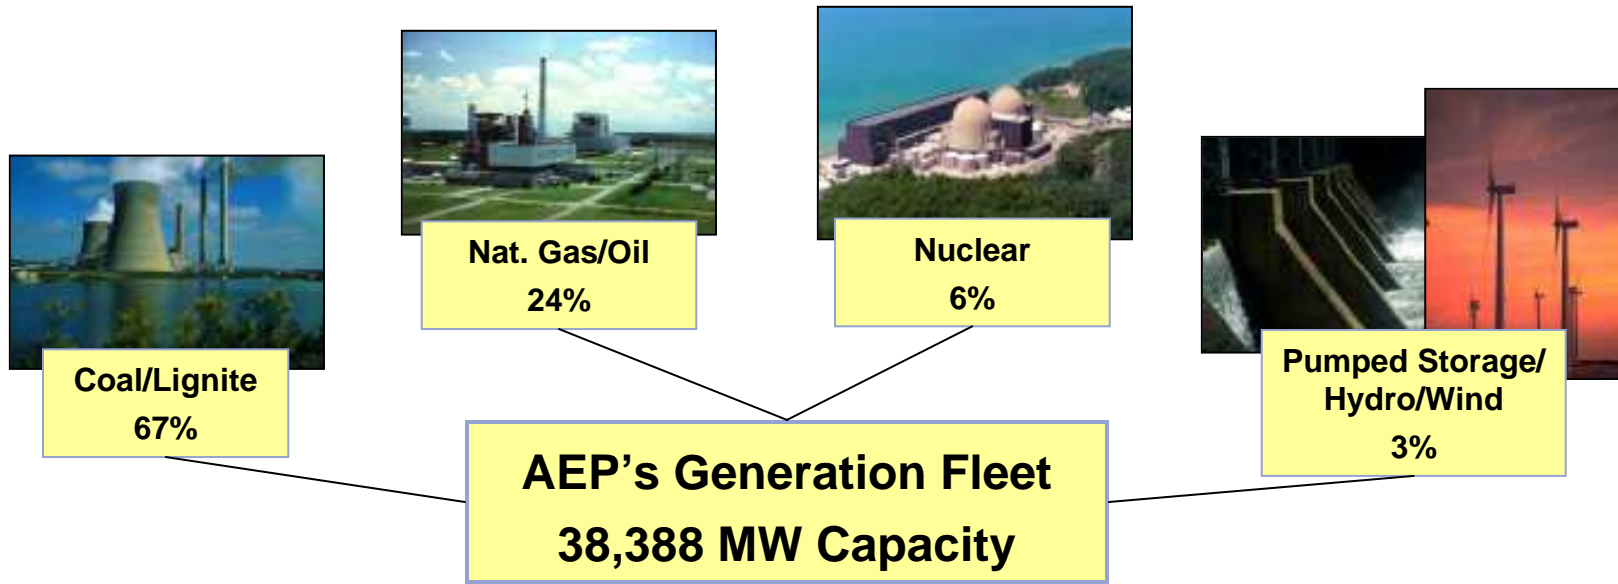 Nat. Gas/Oil
24%
Nuclear
6%
Coal/Lignite
67%
Pumped Storage/
Hydro/Wind
3%
AEP's Generation Fleet
38,388 MW Capacity